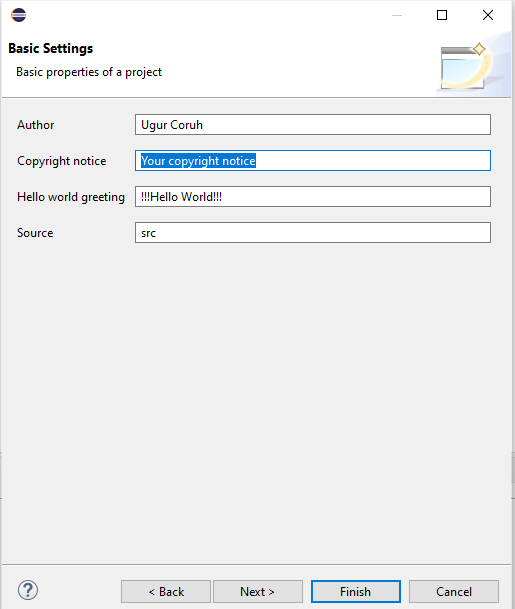 Basic Settings
Basic properties of a project
Author Ugur Coruh
Copyright notice Your copyright notice
Hello world greeting !!!Hello World!!!
Source src
? < Back Next > Finish Cancel